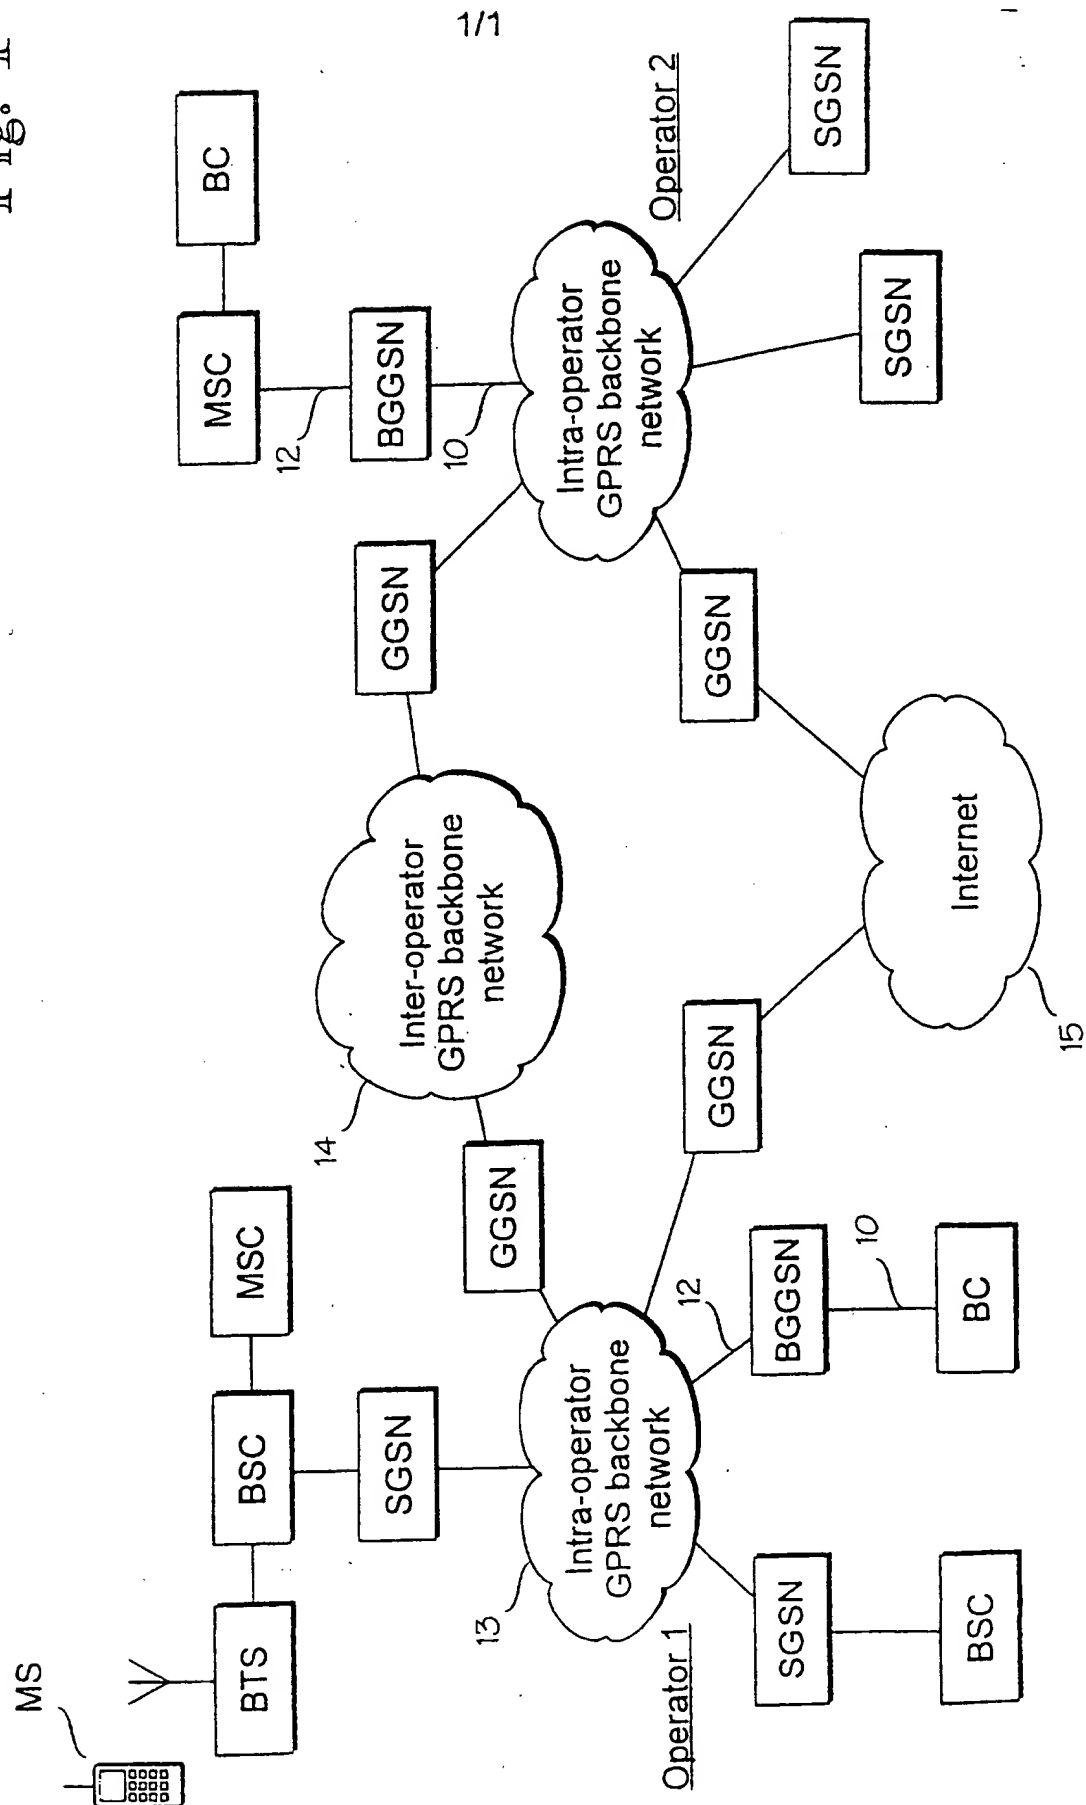 1/1
Fig. 1
MS
BTS
BSC
MSC
SGSN
13
Intra-operator
GPRS backbone
network
Operator 1
SGSN
BSC
12
BGGSN
10
BC
GGSN
14
Inter-operator
GPRS backbone
network
GGSN
GGSN
Internet
15
GGSN
MSC
BC
12
BGGSN
10
Intra-operator
GPRS backbone
network
Operator 2
SGSN
SGSN